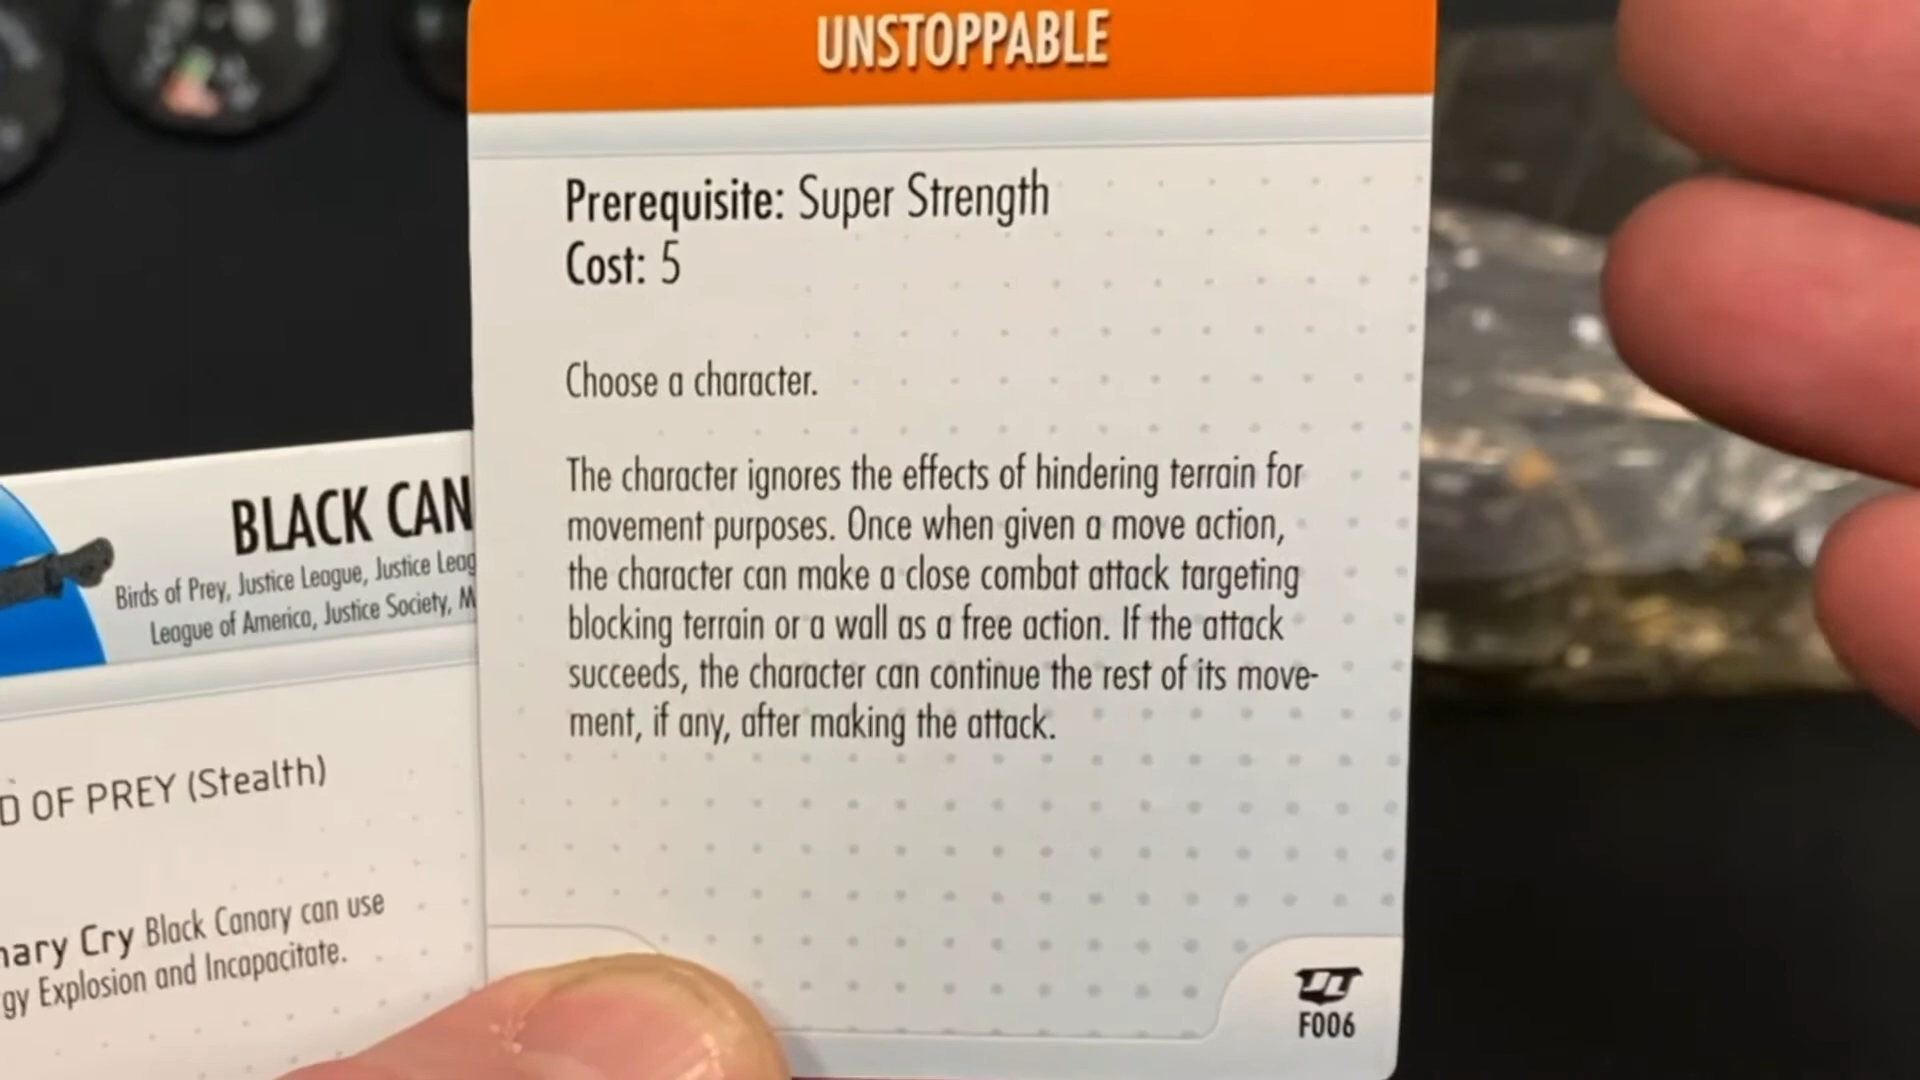 UNSTOPPABLE
Prerequisite: Super Strength
Cost: 5
Choose a character.
The character ignores the effects of hindering terrain for
movement purposes. Once when given a move action,
the character can make a close combat attack targeting
blocking terrain or a wall as a free action. If the attack
succeeds, the character can continue the rest of its move-
ment, if any, after making the attack.
F006
BLACK CAN
Birds of Prey, Justice League, Justice Leag
League of America, Justice Society, M
D OF PREY (Stealth)
nary Cry Black Canary can use
gy Explosion and Incapacitate.